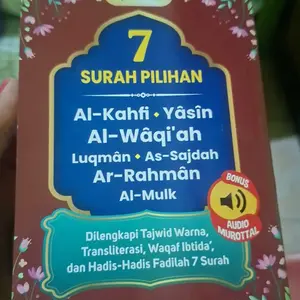 7
SURAH PILIHAN
Al-Kahfi • Yâsîn
Al-Wâqi'ah
Luqmân • As-Sajdah
Ar-Rahmân
Al-Mulk
BONUS
AUDIO
MUROTTAL
Dilengkapi Tajwid Warna,
Transliterasi, Waqaf Ibtida',
dan Hadis-Hadis Fadilah 7 Surah